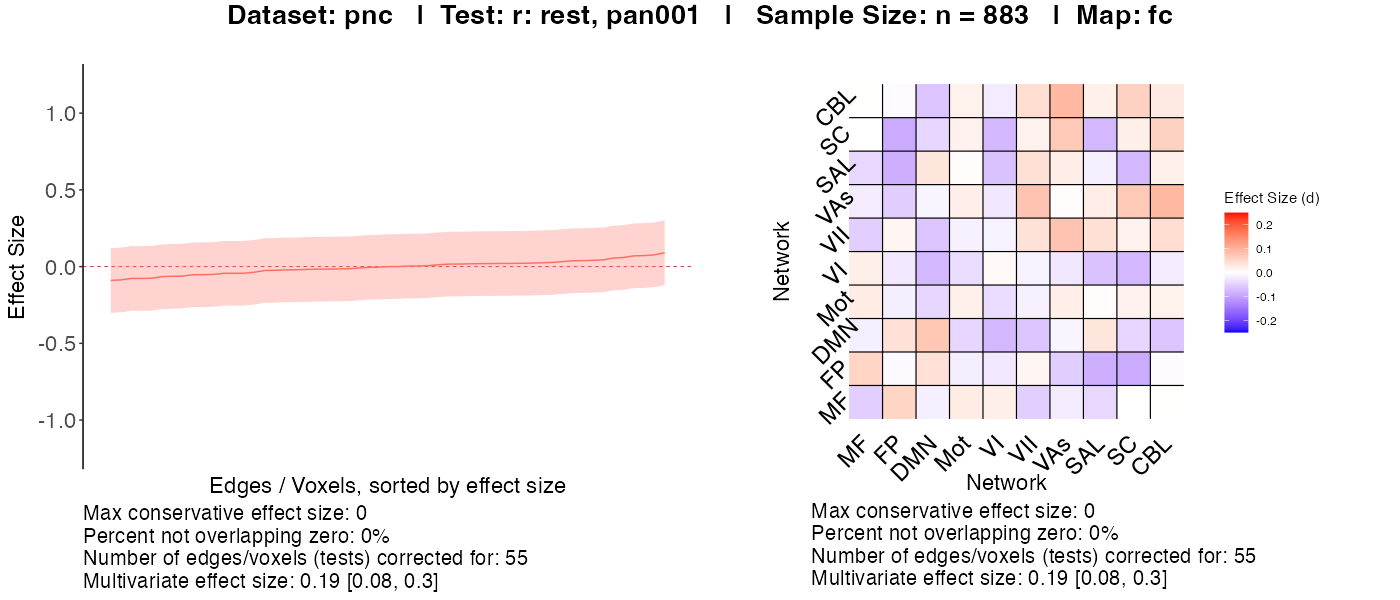 Dataset: pnc | Test: r: rest, pan001 | Sample Size: n = 883 | Map: fc
Effect Size
1.0
0.5
0.0
-0.5
-1.0
Edges / Voxels, sorted by effect size
Max conservative effect size: 0
Percent not overlapping zero: 0%
Number of edges/voxels (tests) corrected for: 55
Multivariate effect size: 0.19 [0.08, 0.3]
Network
CBL
SC
SAL
VAs
VII
VI
Mot
DMN
FP
MF
MF FP DMN Mot VI VII VAs SAL SC CBL
Network
Effect Size (d)
0.2
0.1
0.0
-0.1
-0.2
Max conservative effect size: 0
Percent not overlapping zero: 0%
Number of edges/voxels (tests) corrected for: 55
Multivariate effect size: 0.19 [0.08, 0.3]